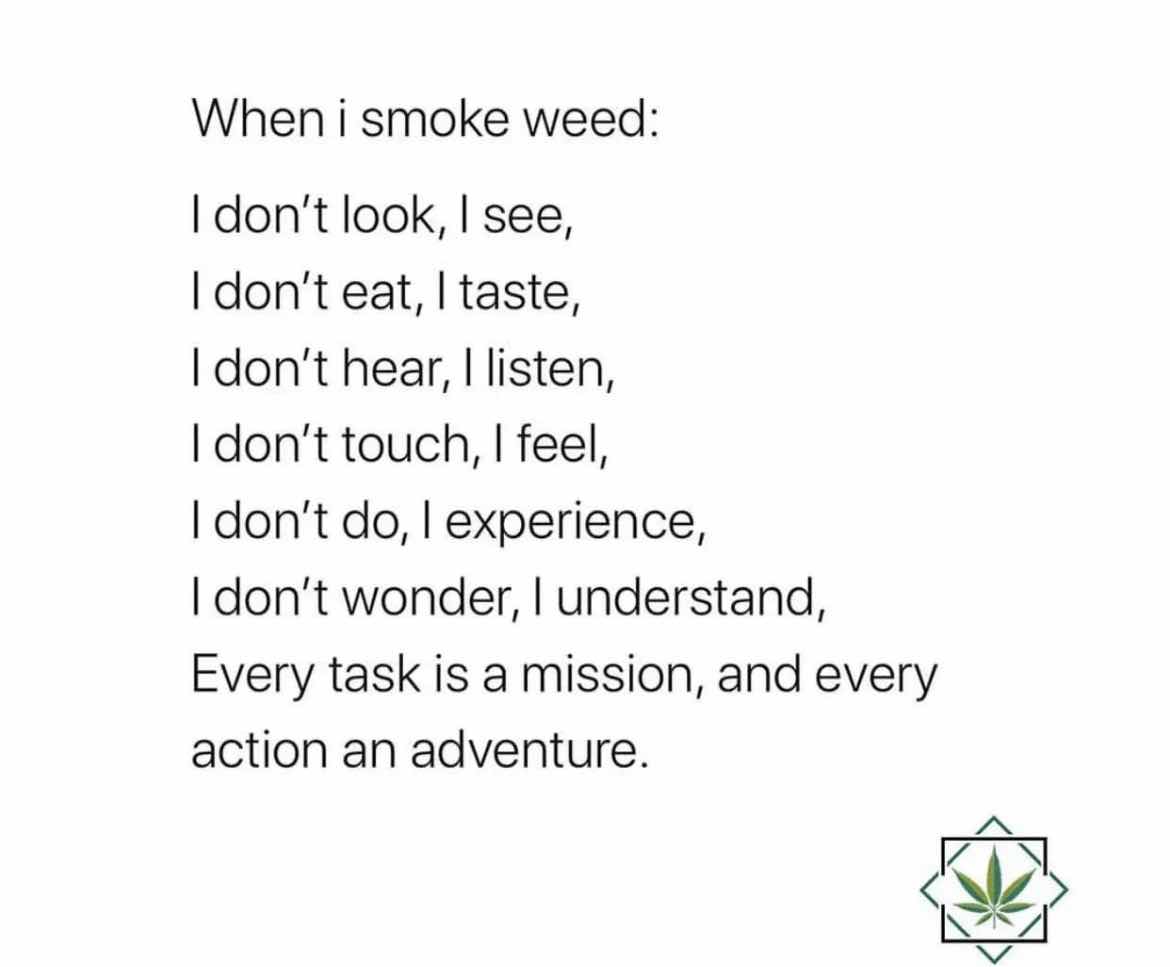 When i smoke weed:
I don’t look, I see,
I don’t eat, I taste,
I don’t hear, I listen,
I don’t touch, I feel,
I don’t do, I experience,
I don’t wonder, I understand,
Every task is a mission, and every
action an adventure.